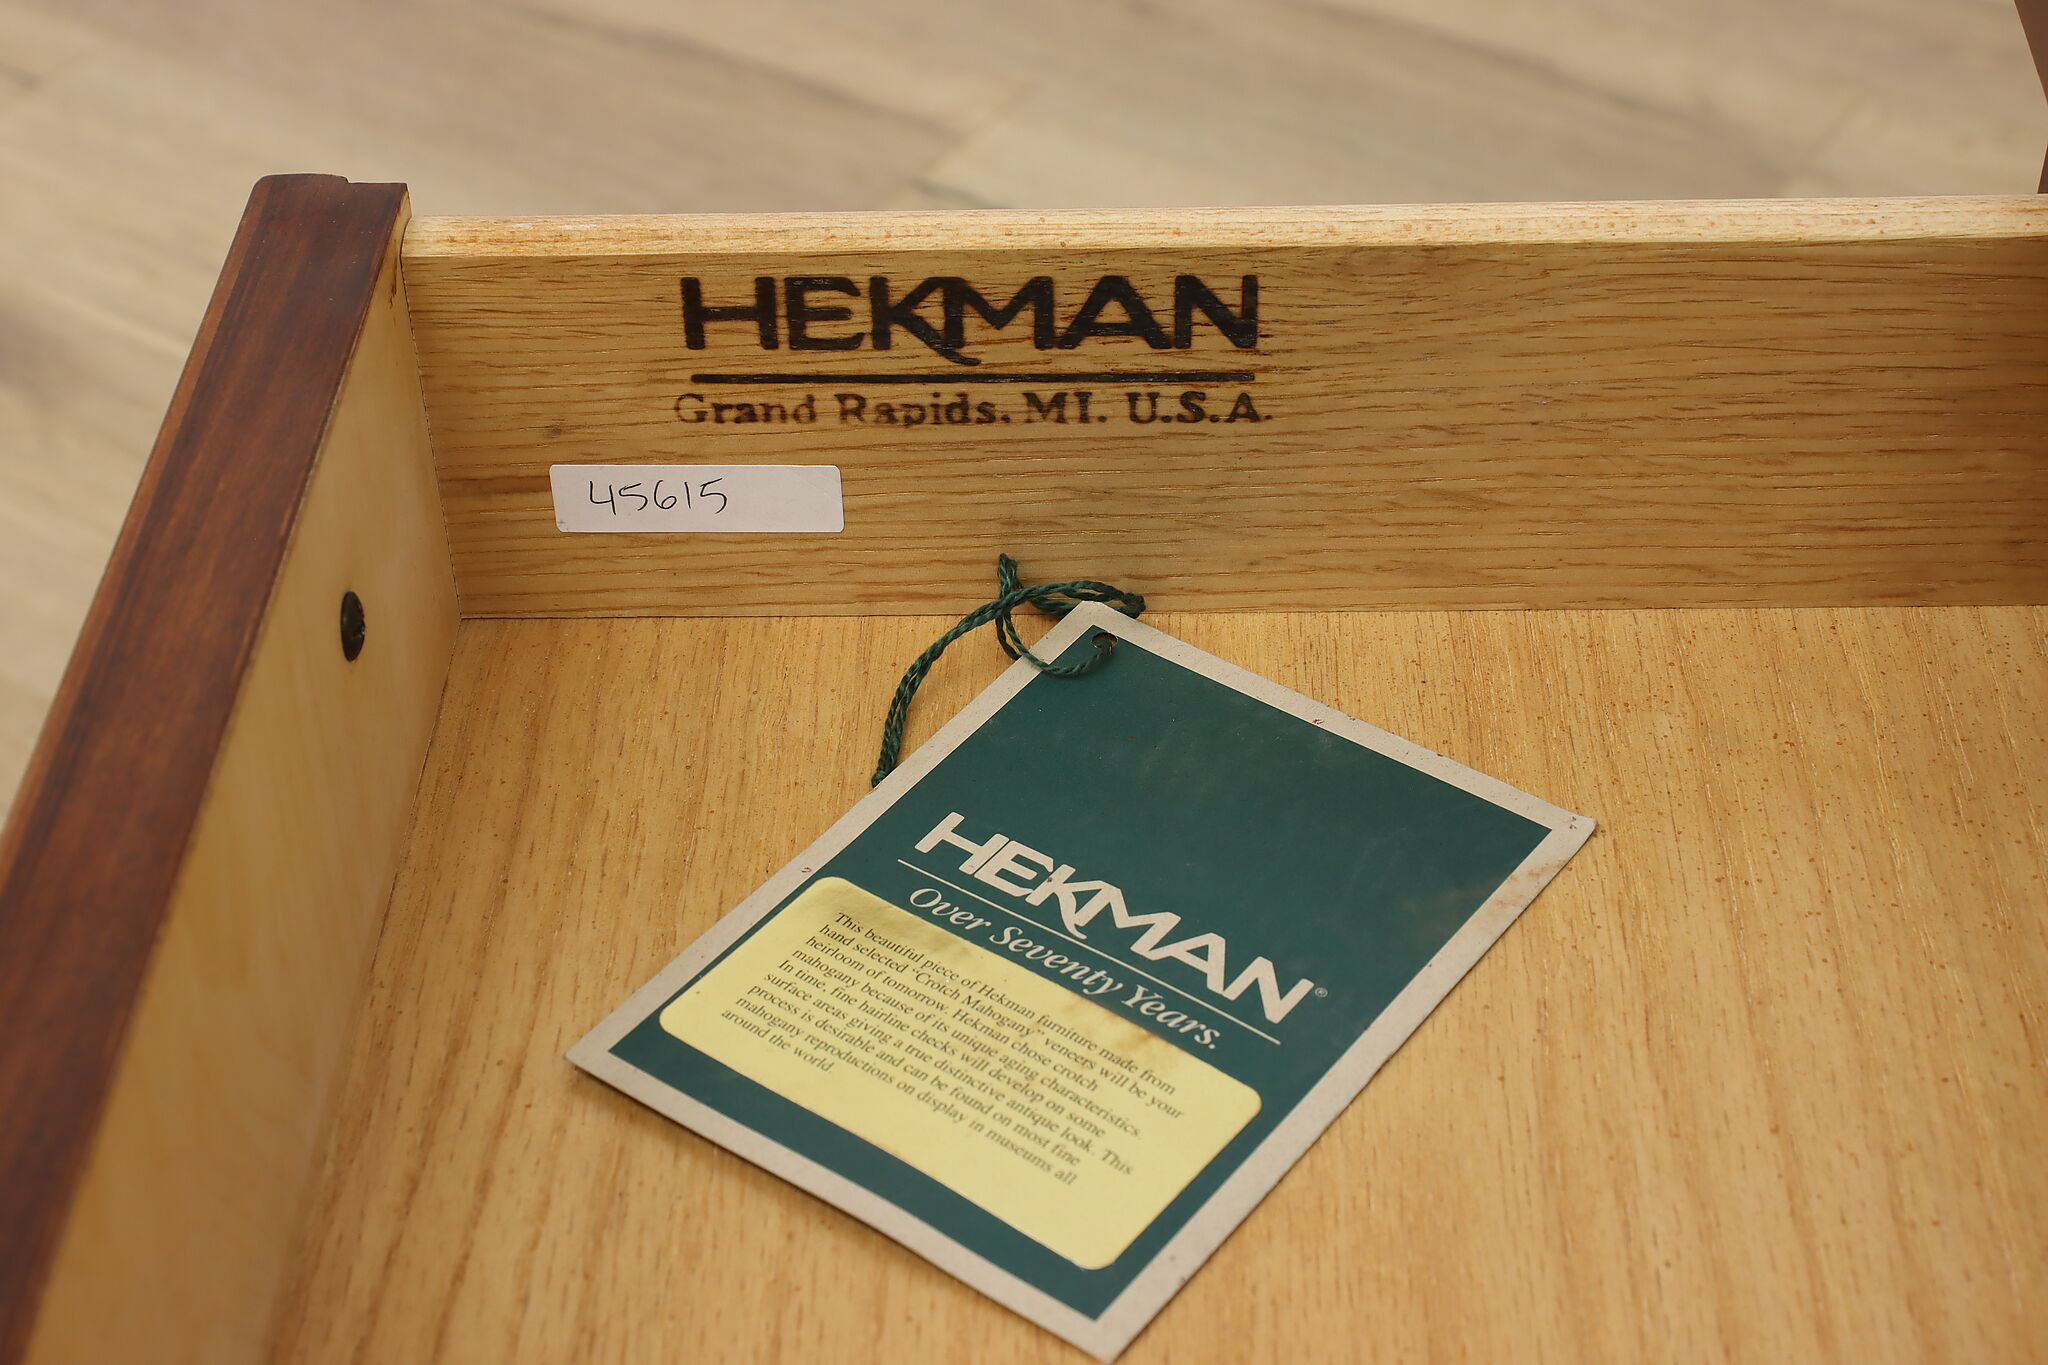 HEKMAN
Grand Rapids, MI. U.S.A.
45615
HEKMAN®
Over Seventy Years.
This beautiful piece of Hekman furniture made from
hand selected "Crotch Mahogany" veneers will be your
heirloom of tomorrow. Hekman chose crotch
mahogany because of its unique aging characteristics.
In time, fine hairline checks will develop on some
surface areas giving a true distinctive antique look. This
process is desirable and can be found on most fine
mahogany reproductions on display in museums all
around the world.